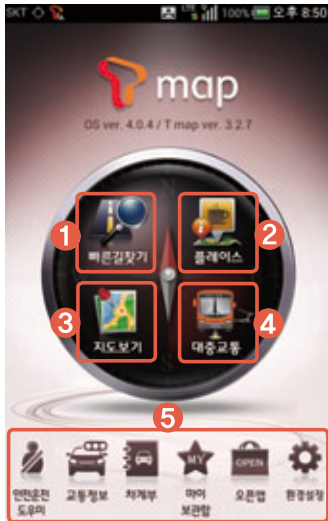 SKT 100% 오후 8:50
T map
OS ver. 4.0.4 / T map ver. 3.2.7
N
1 2
빠른길찾기 플레이스
3 4
지도보기 대중교통
S
5
MY OPEN
안전운전 도우미 교통정보 차계부 마이 보관함 오픈맵 환경설정